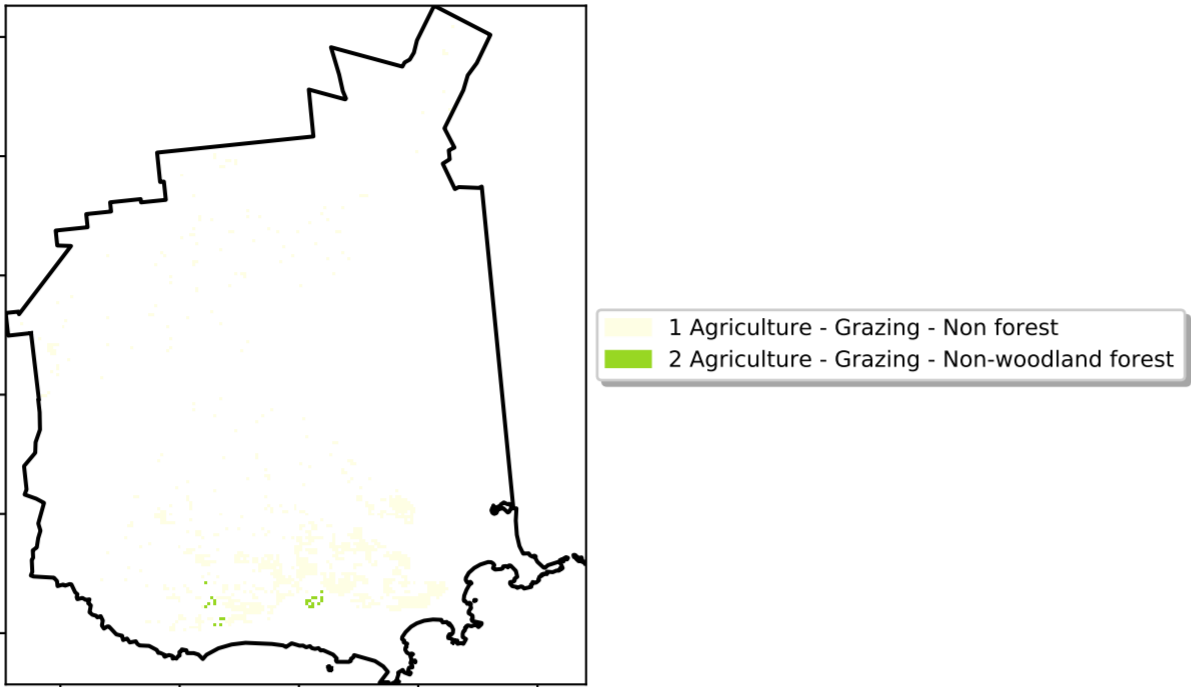 1 Agriculture - Grazing - Non forest
2 Agriculture - Grazing - Non-woodland forest